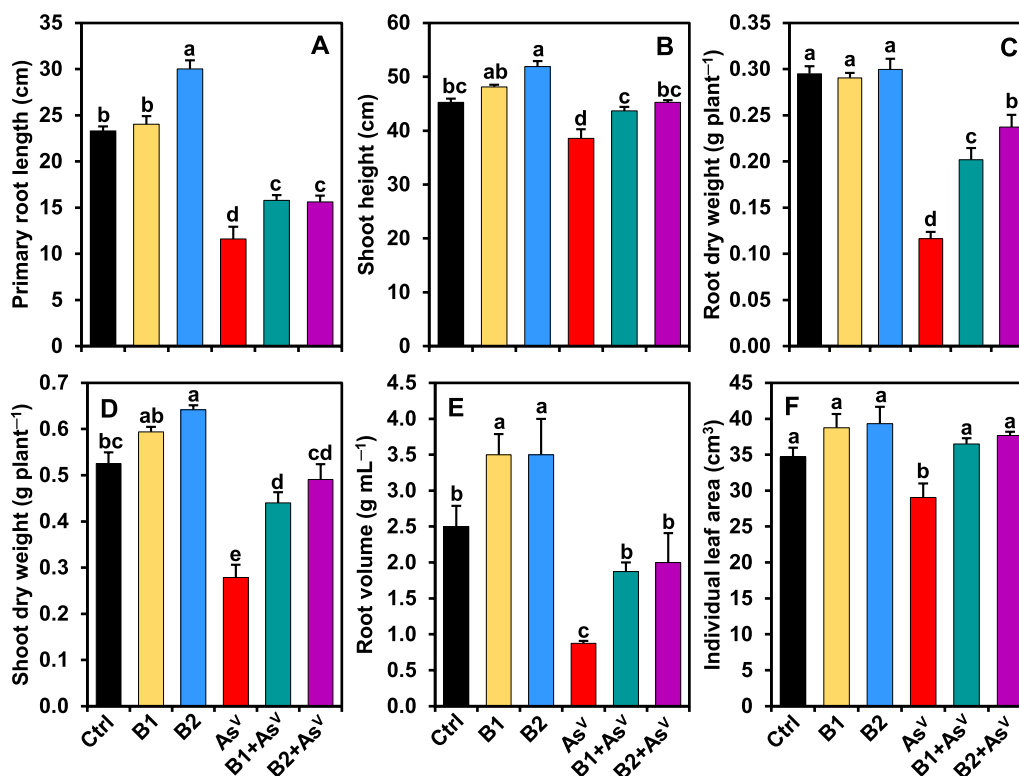 A
Primary root length (cm)
35
30
25
20
15
10
5
0
b
b
a
d
c
c
B
Shoot height (cm)
60
50
40
30
20
10
0
bc
ab
a
d
c
bc
C
Root dry weight (g plant⁻¹)
0.35
0.30
0.25
0.20
0.15
0.10
0.05
0.00
a
a
a
d
c
b
D
Shoot dry weight (g plant⁻¹)
0.7
0.6
0.5
0.4
0.3
0.2
0.1
0.0
bc
ab
a
e
d
cd
Ctrl
B1
B2
Asⱽ
B1+Asⱽ
B2+Asⱽ
E
Root volume (g mL⁻¹)
4.5
4.0
3.5
3.0
2.5
2.0
1.5
1.0
0.5
0.0
b
a
a
c
b
b
Ctrl
B1
B2
Asⱽ
B1+Asⱽ
B2+Asⱽ
F
Individual leaf area (cm³)
45
40
35
30
25
20
15
10
5
0
a
a
a
b
a
a
Ctrl
B1
B2
Asⱽ
B1+Asⱽ
B2+Asⱽ